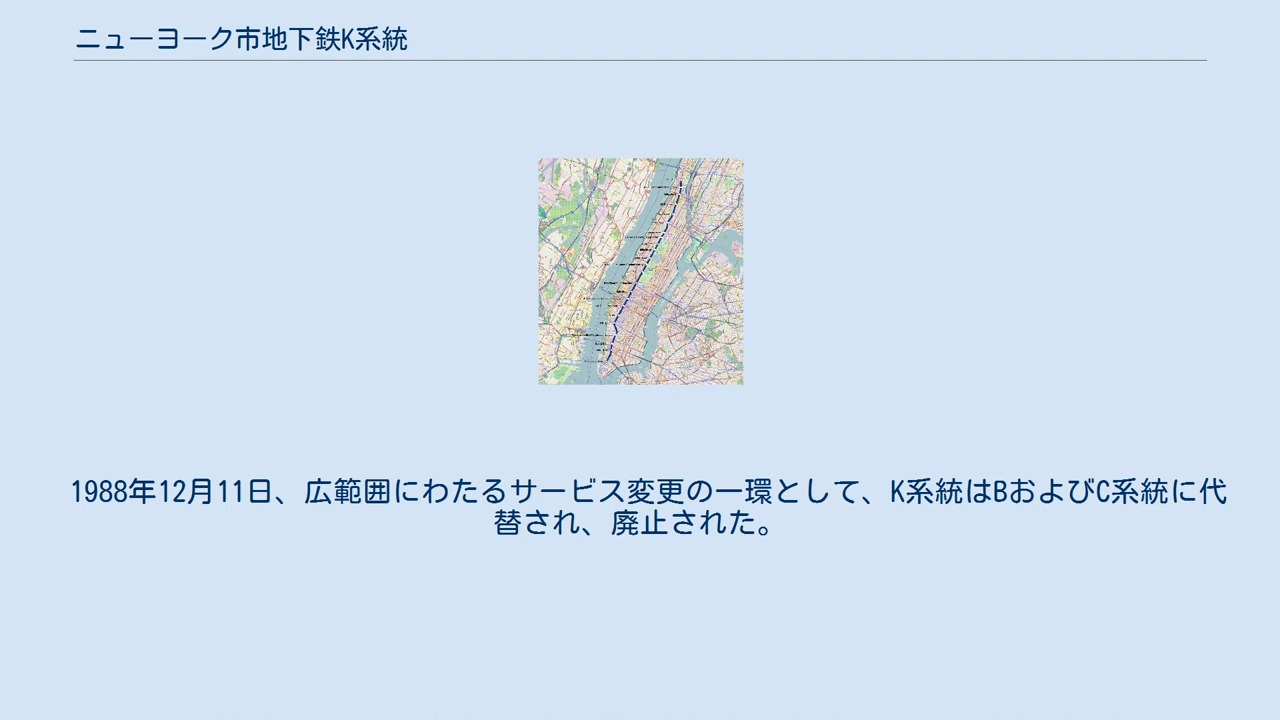 ニューヨーク市地下鉄K系統
1988年12月11日、広範囲にわたるサービス変更の一環として、K系統はBおよびC系統に代
替され、廃止された。